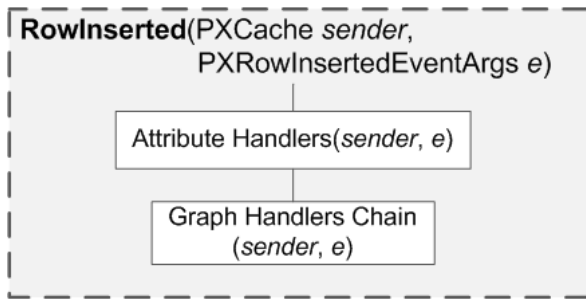 RowInserted(PXCache sender,
PXRowInsertedEventArgs e)
Attribute Handlers(sender, e)
Graph Handlers Chain
(sender, e)